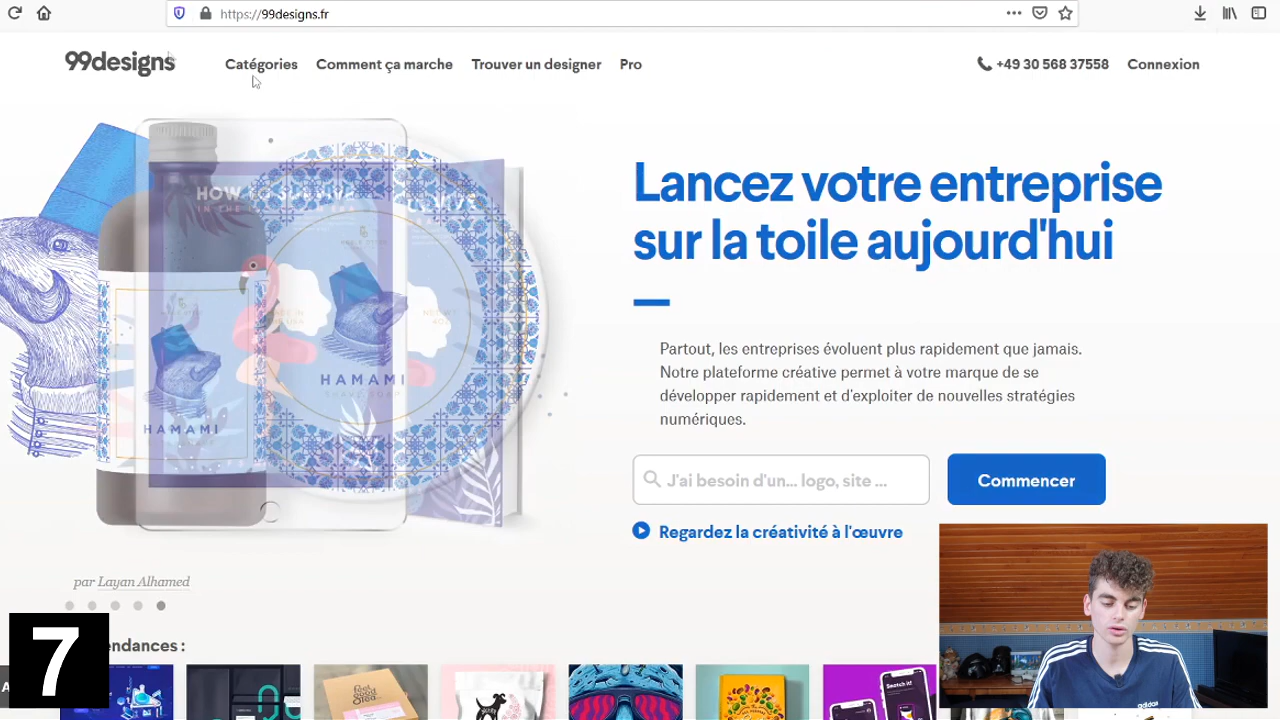 https://99designs.fr
99designs
Catégories
Comment ça marche
Trouver un designer
Pro
+49 30 568 37558
Connexion
Lancez votre entreprise
sur la toile aujourd'hui
Partout, les entreprises évoluent plus rapidement que jamais.
Notre plateforme créative permet à votre marque de se
développer rapidement et d'exploiter de nouvelles stratégies
numériques.
J'ai besoin d'un... logo, site ...
Commencer
Regardez la créativité à l'œuvre
HAMAMI
HAMAMI
par Layan Alhamed
7
adidas